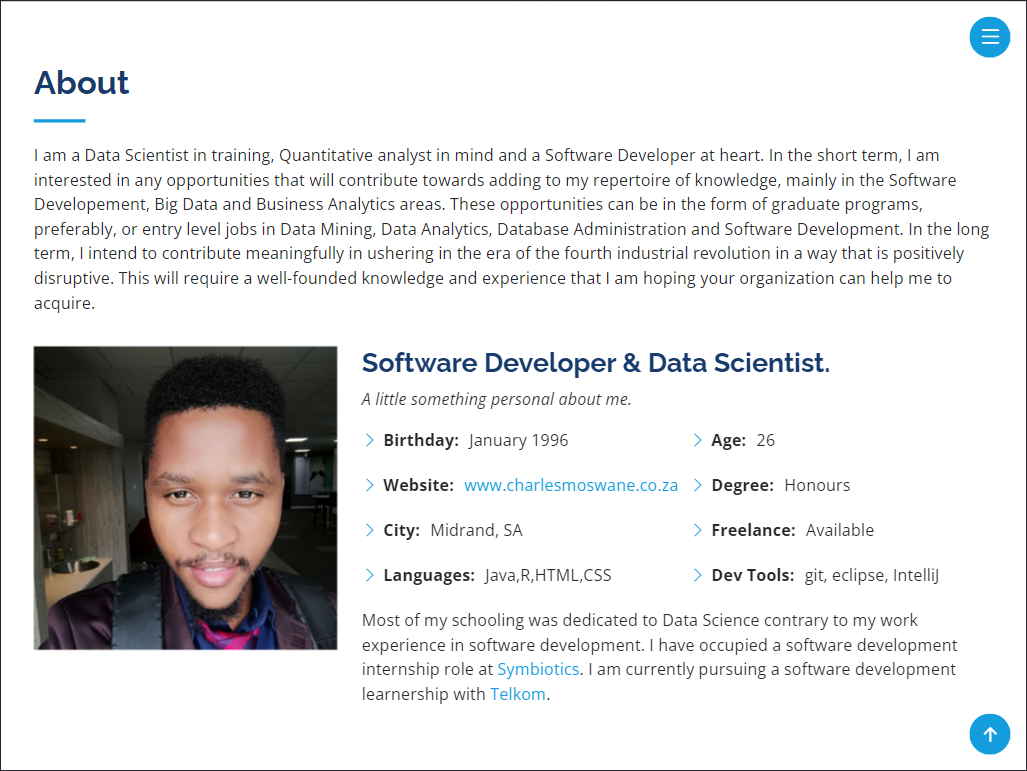 About
I am a Data Scientist in training, Quantitative analyst in mind and a Software Developer at heart. In the short term, I am
interested in any opportunities that will contribute towards adding to my repertoire of knowledge, mainly in the Software
Developement, Big Data and Business Analytics areas. These opportunities can be in the form of graduate programs,
preferably, or entry level jobs in Data Mining, Data Analytics, Database Administration and Software Development. In the long
term, I intend to contribute meaningfully in ushering in the era of the fourth industrial revolution in a way that is positively
disruptive. This will require a well-founded knowledge and experience that I am hoping your organization can help me to
acquire.
Software Developer & Data Scientist.
A little something personal about me.
Birthday: January 1996
Age: 26
Website: www.charlesmoswane.co.za
Degree: Honours
City: Midrand, SA
Freelance: Available
Languages: Java,R,HTML,CSS
Dev Tools: git, eclipse, IntelliJ
Most of my schooling was dedicated to Data Science contrary to my work
experience in software development. I have occupied a software development
internship role at Symbiotics. I am currently pursuing a software development
learnership with Telkom.